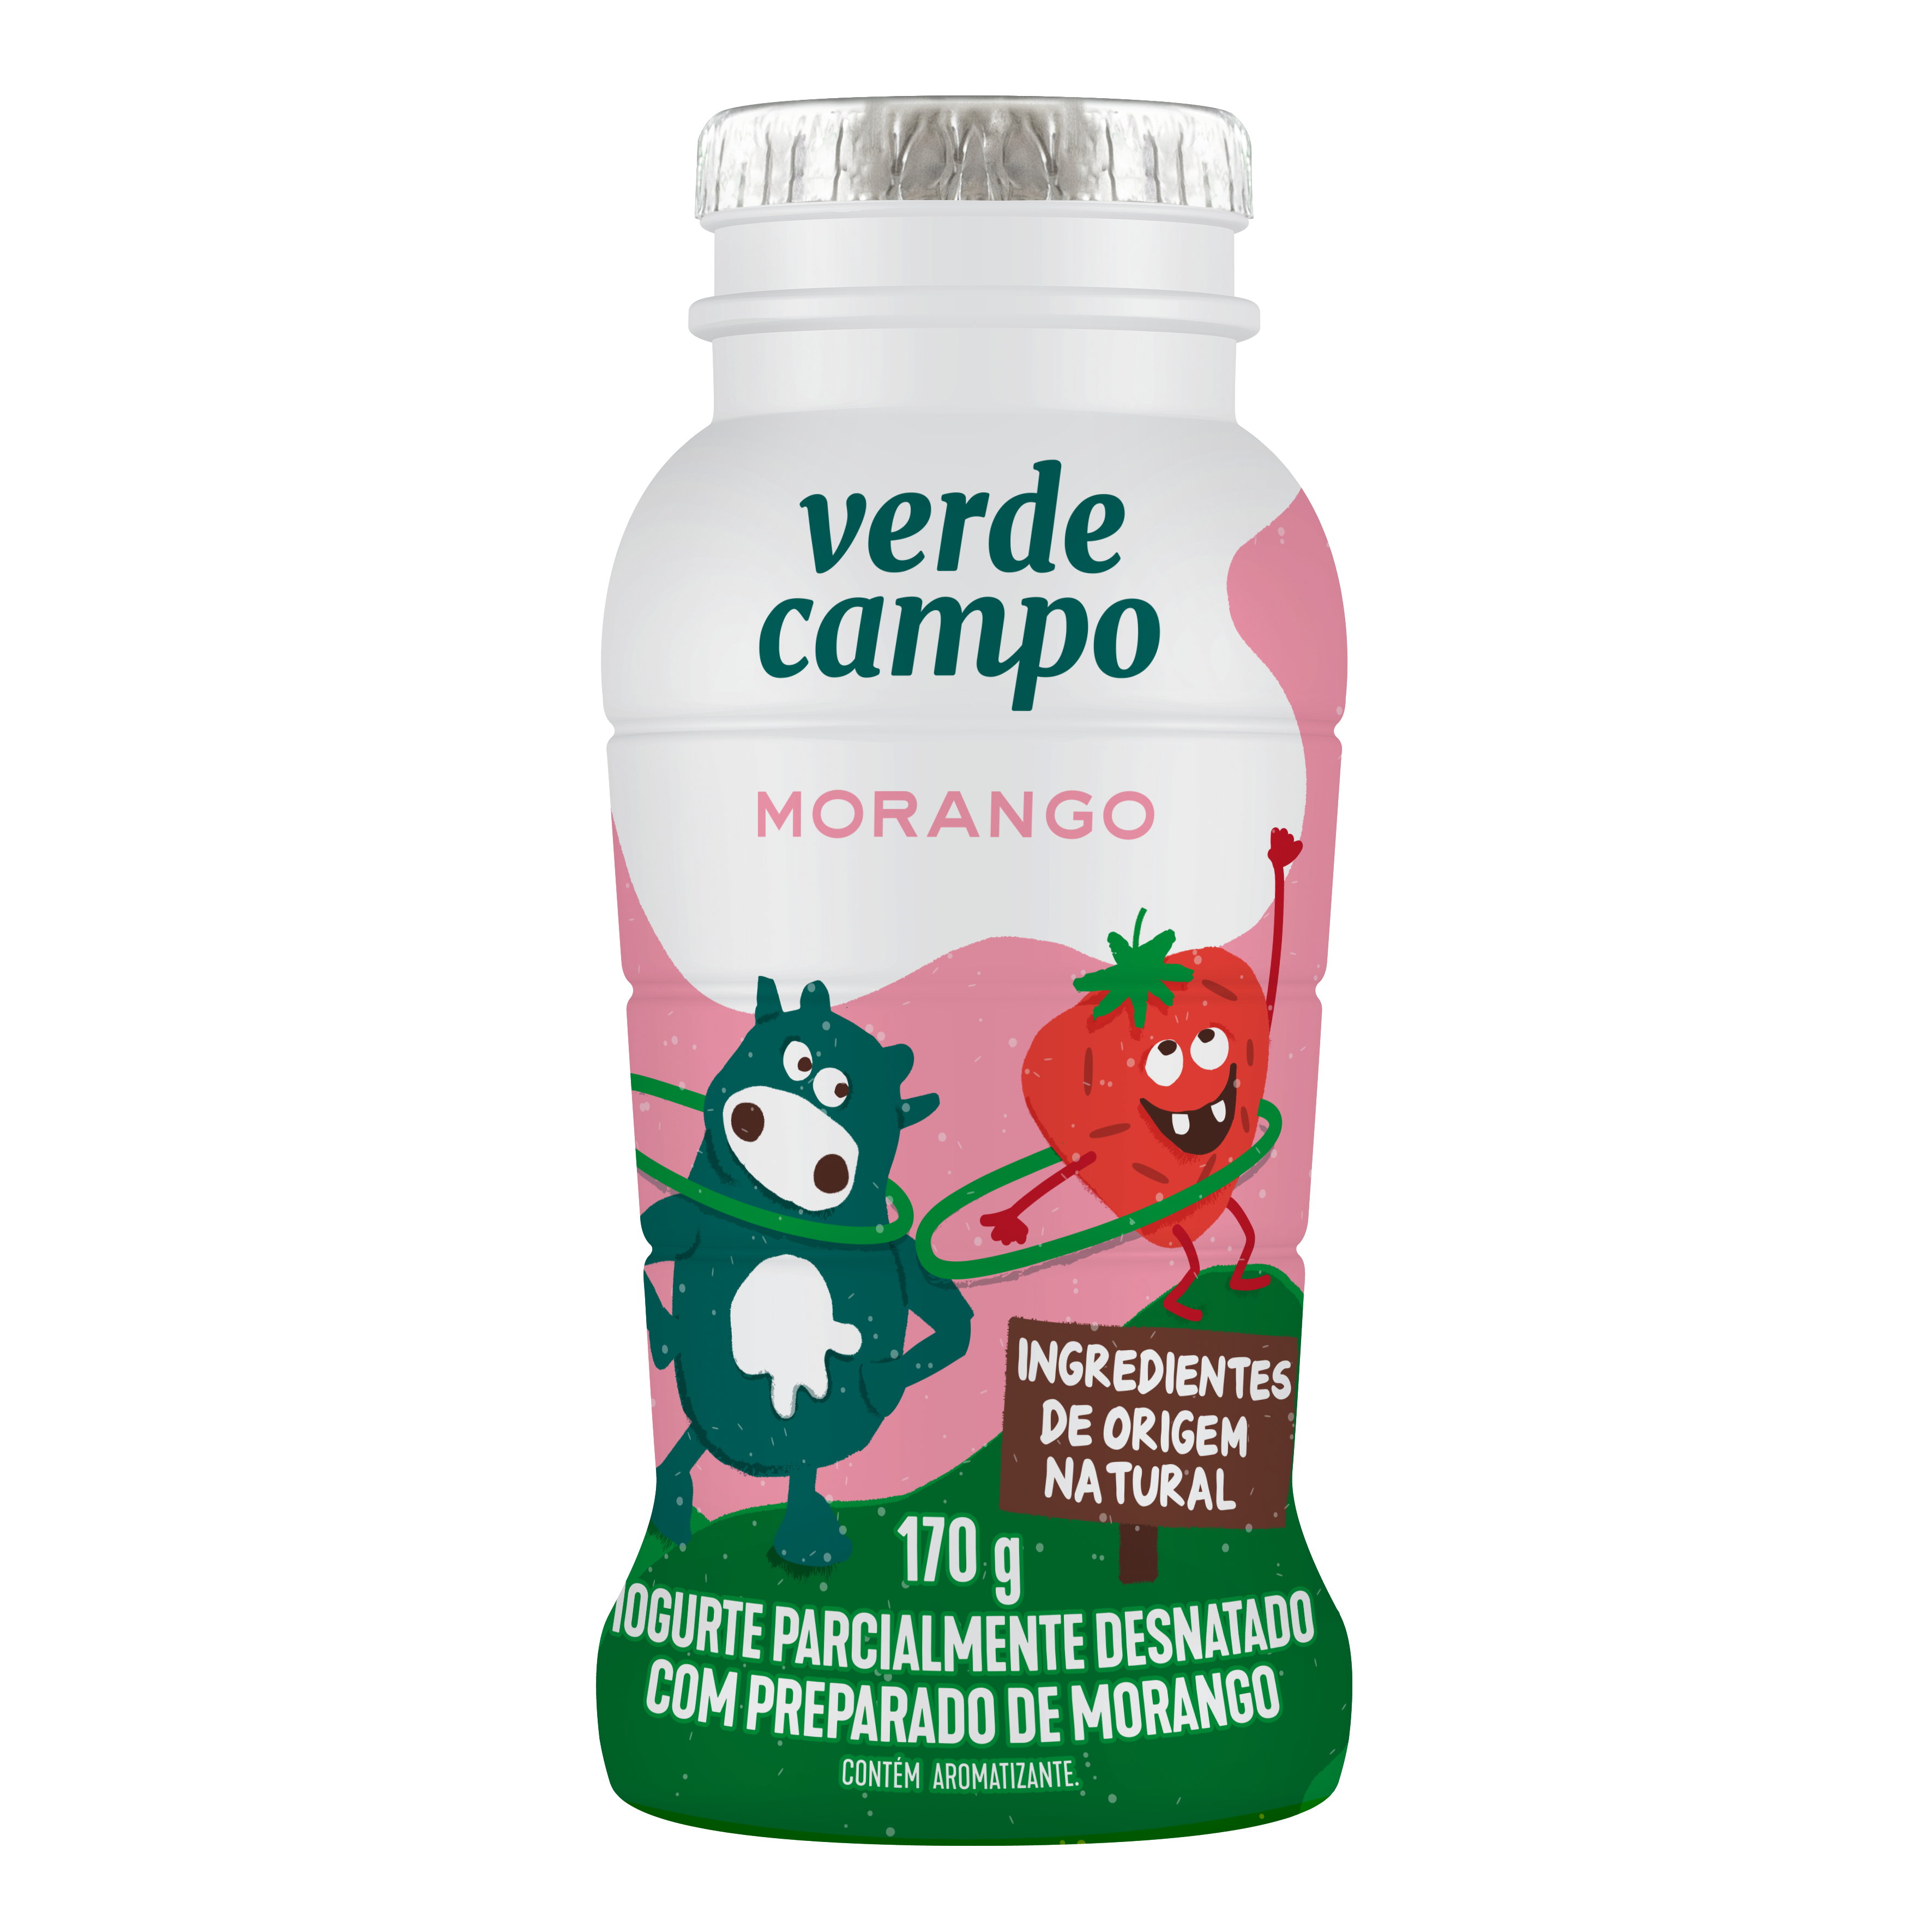 verde
campo
MORANGO
INGREDIENTES
DE ORIGEM
NATURAL
170 g
IOGURTE PARCIALMENTE DESNATADO
COM PREPARADO DE MORANGO
CONTÉM AROMATIZANTE.